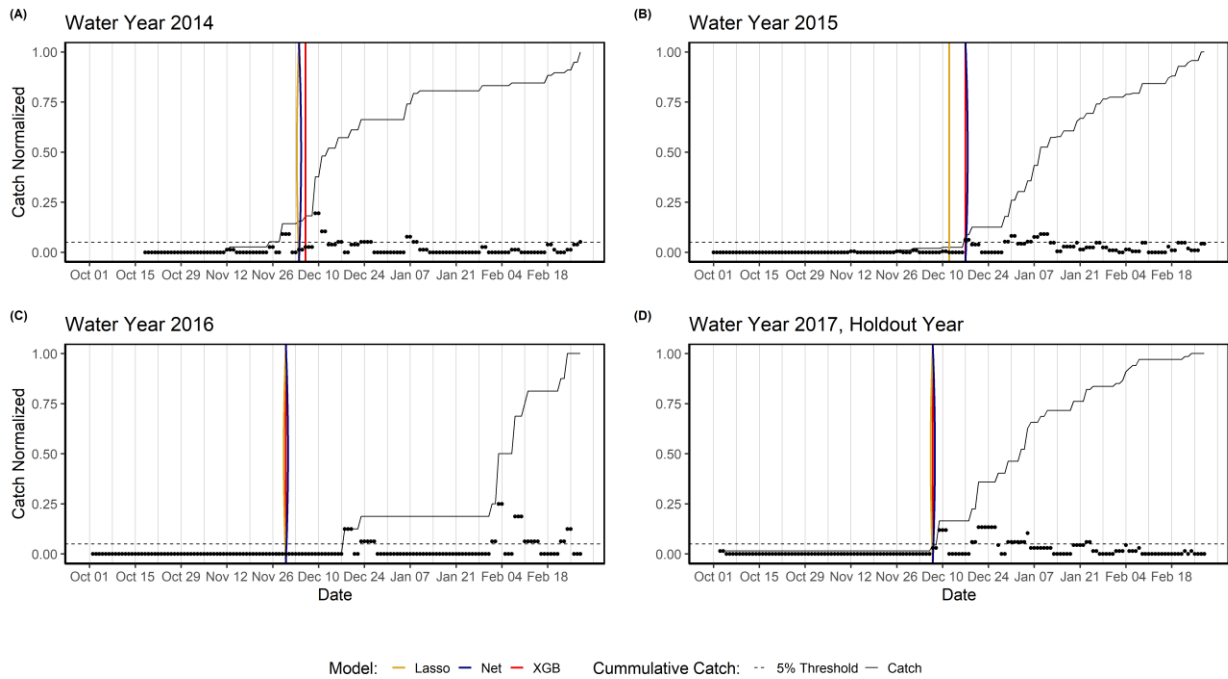 (A)
Water Year 2014
(B)
Water Year 2015
Catch Normalized
1.00
0.75
0.50
0.25
0.00
Oct 01 Oct 15 Oct 29 Nov 12 Nov 26 Dec 10 Dec 24 Jan 07 Jan 21 Feb 04 Feb 18
1.00
0.75
0.50
0.25
0.00
Oct 01 Oct 15 Oct 29 Nov 12 Nov 26 Dec 10 Dec 24 Jan 07 Jan 21 Feb 04 Feb 18
(C)
Water Year 2016
(D)
Water Year 2017, Holdout Year
Catch Normalized
1.00
0.75
0.50
0.25
0.00
Oct 01 Oct 15 Oct 29 Nov 12 Nov 26 Dec 10 Dec 24 Jan 07 Jan 21 Feb 04 Feb 18
Date
1.00
0.75
0.50
0.25
0.00
Oct 01 Oct 15 Oct 29 Nov 12 Nov 26 Dec 10 Dec 24 Jan 07 Jan 21 Feb 04 Feb 18
Date
Model: Lasso Net XGB Cummulative Catch: 5% Threshold Catch